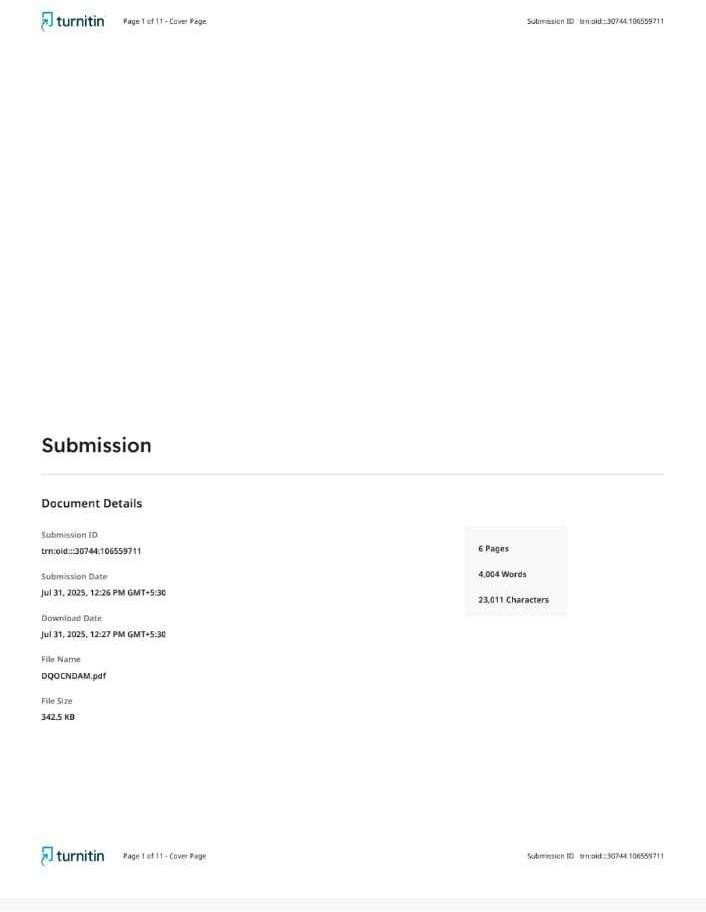 turnitin Page 1 of 11 - Cover Page Submission ID trn:oid:::30744:106559711
Submission
Document Details
Submission ID
trn:oid:::30744:106559711
Submission Date
Jul 31, 2025, 12:26 PM GMT+5:30
Download Date
Jul 31, 2025, 12:27 PM GMT+5:30
File Name
DQOCNDAM.pdf
File Size
342.5 KB
6 Pages
4,004 Words
23,011 Characters
turnitin Page 1 of 11 - Cover Page Submission ID trn:oid:::30744:106559711